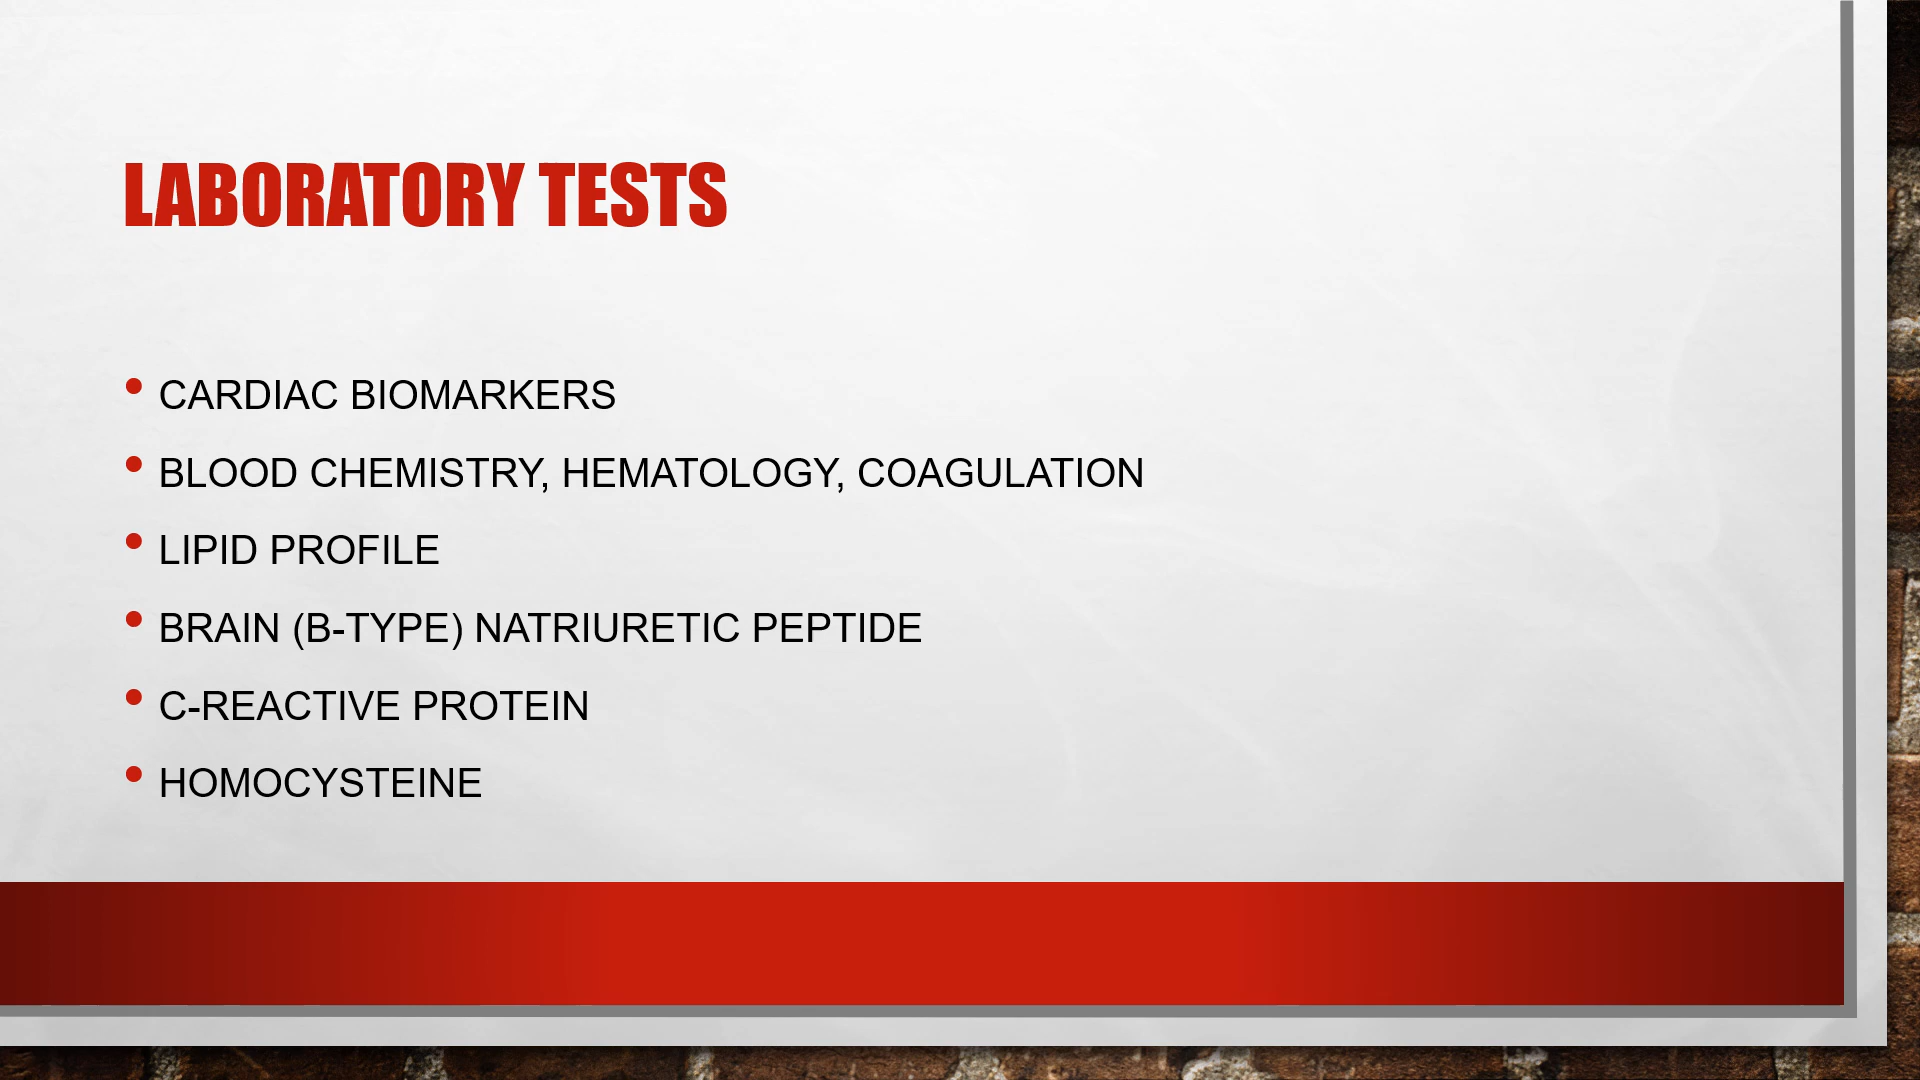 LABORATORY TESTS
• CARDIAC BIOMARKERS
• BLOOD CHEMISTRY, HEMATOLOGY, COAGULATION
• LIPID PROFILE
• BRAIN (B-TYPE) NATRIURETIC PEPTIDE
• C-REACTIVE PROTEIN
• HOMOCYSTEINE